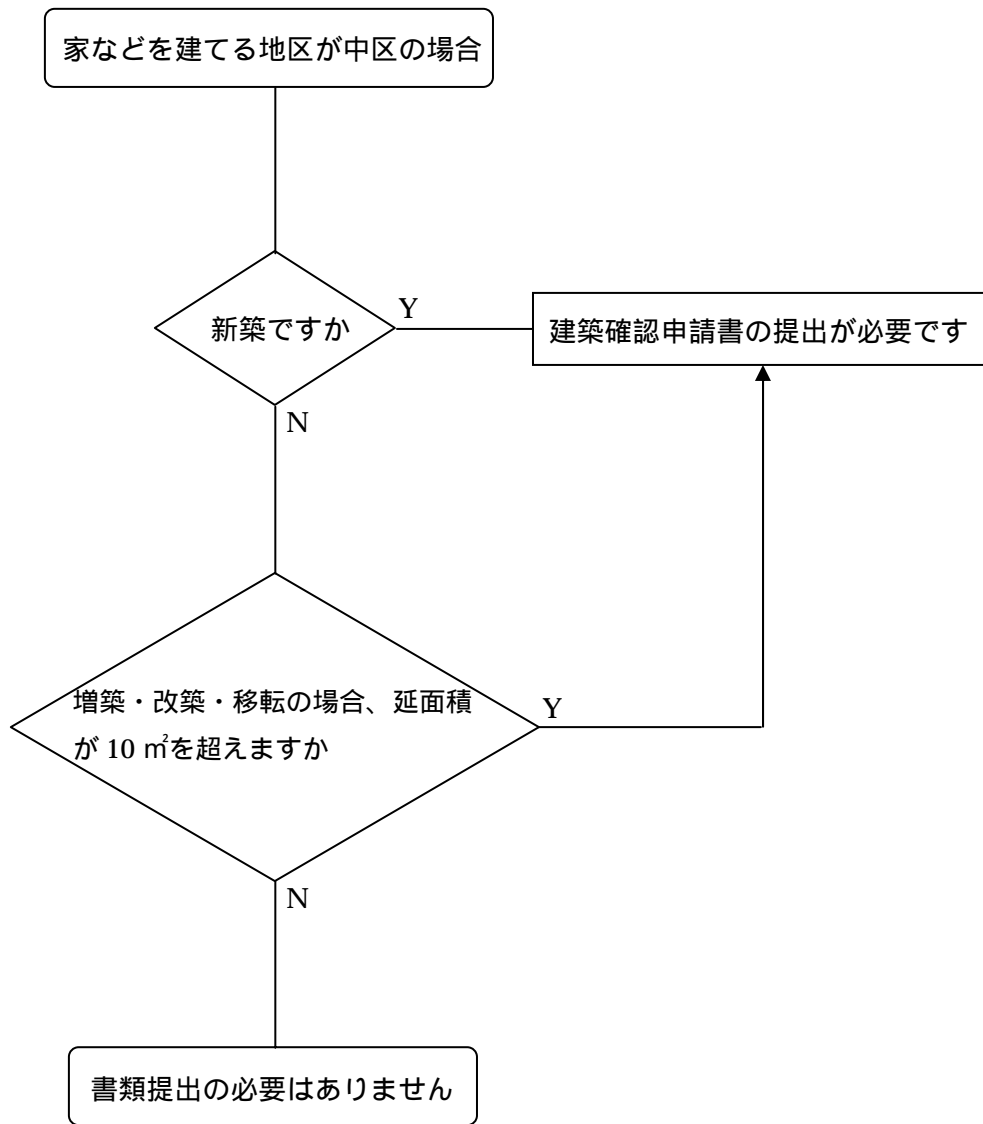 家などを建てる地区が中区の場合
新築ですか
Y
建築確認申請書の提出が必要です
N
増築・改築・移転の場合、延面積
が 10 ㎡を超えますか
Y
N
書類提出の必要はありません